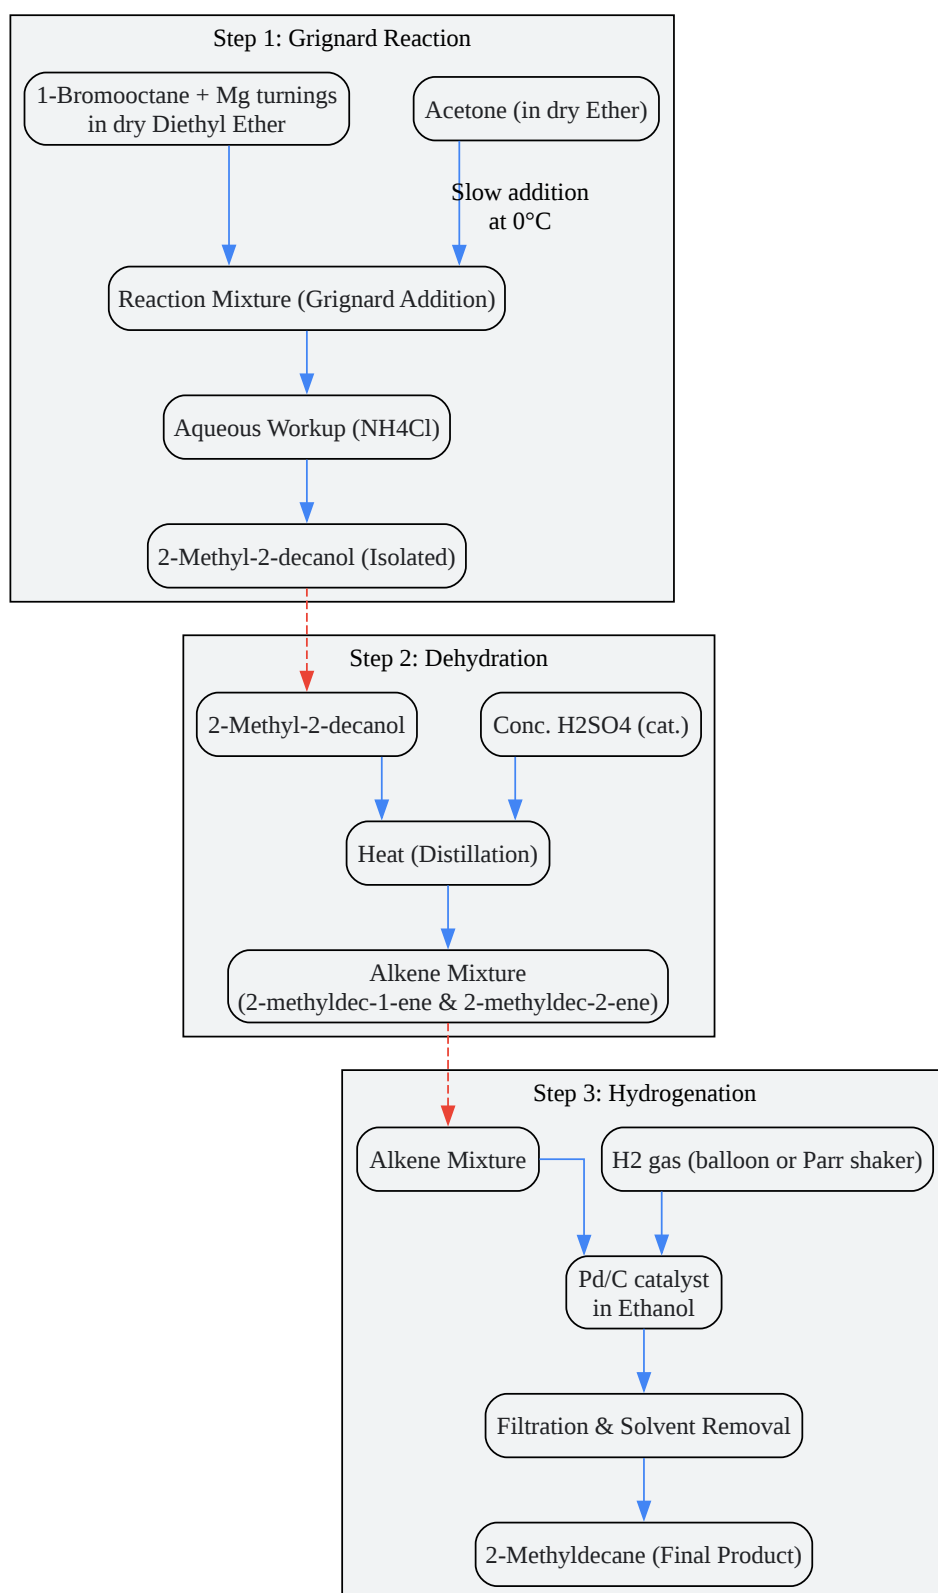 Step 1: Grignard Reaction
1-Bromooctane + Mg turnings
in dry Diethyl Ether
Acetone (in dry Ether)
Slow addition
at 0°C
Reaction Mixture (Grignard Addition)
Aqueous Workup (NH4Cl)
2-Methyl-2-decanol (Isolated)
Step 2: Dehydration
2-Methyl-2-decanol
Conc. H2SO4 (cat.)
Heat (Distillation)
Alkene Mixture
(2-methyldec-1-ene & 2-methyldec-2-ene)
Step 3: Hydrogenation
Alkene Mixture
H2 gas (balloon or Parr shaker)
Pd/C catalyst
in Ethanol
Filtration & Solvent Removal
2-Methyldecane (Final Product)